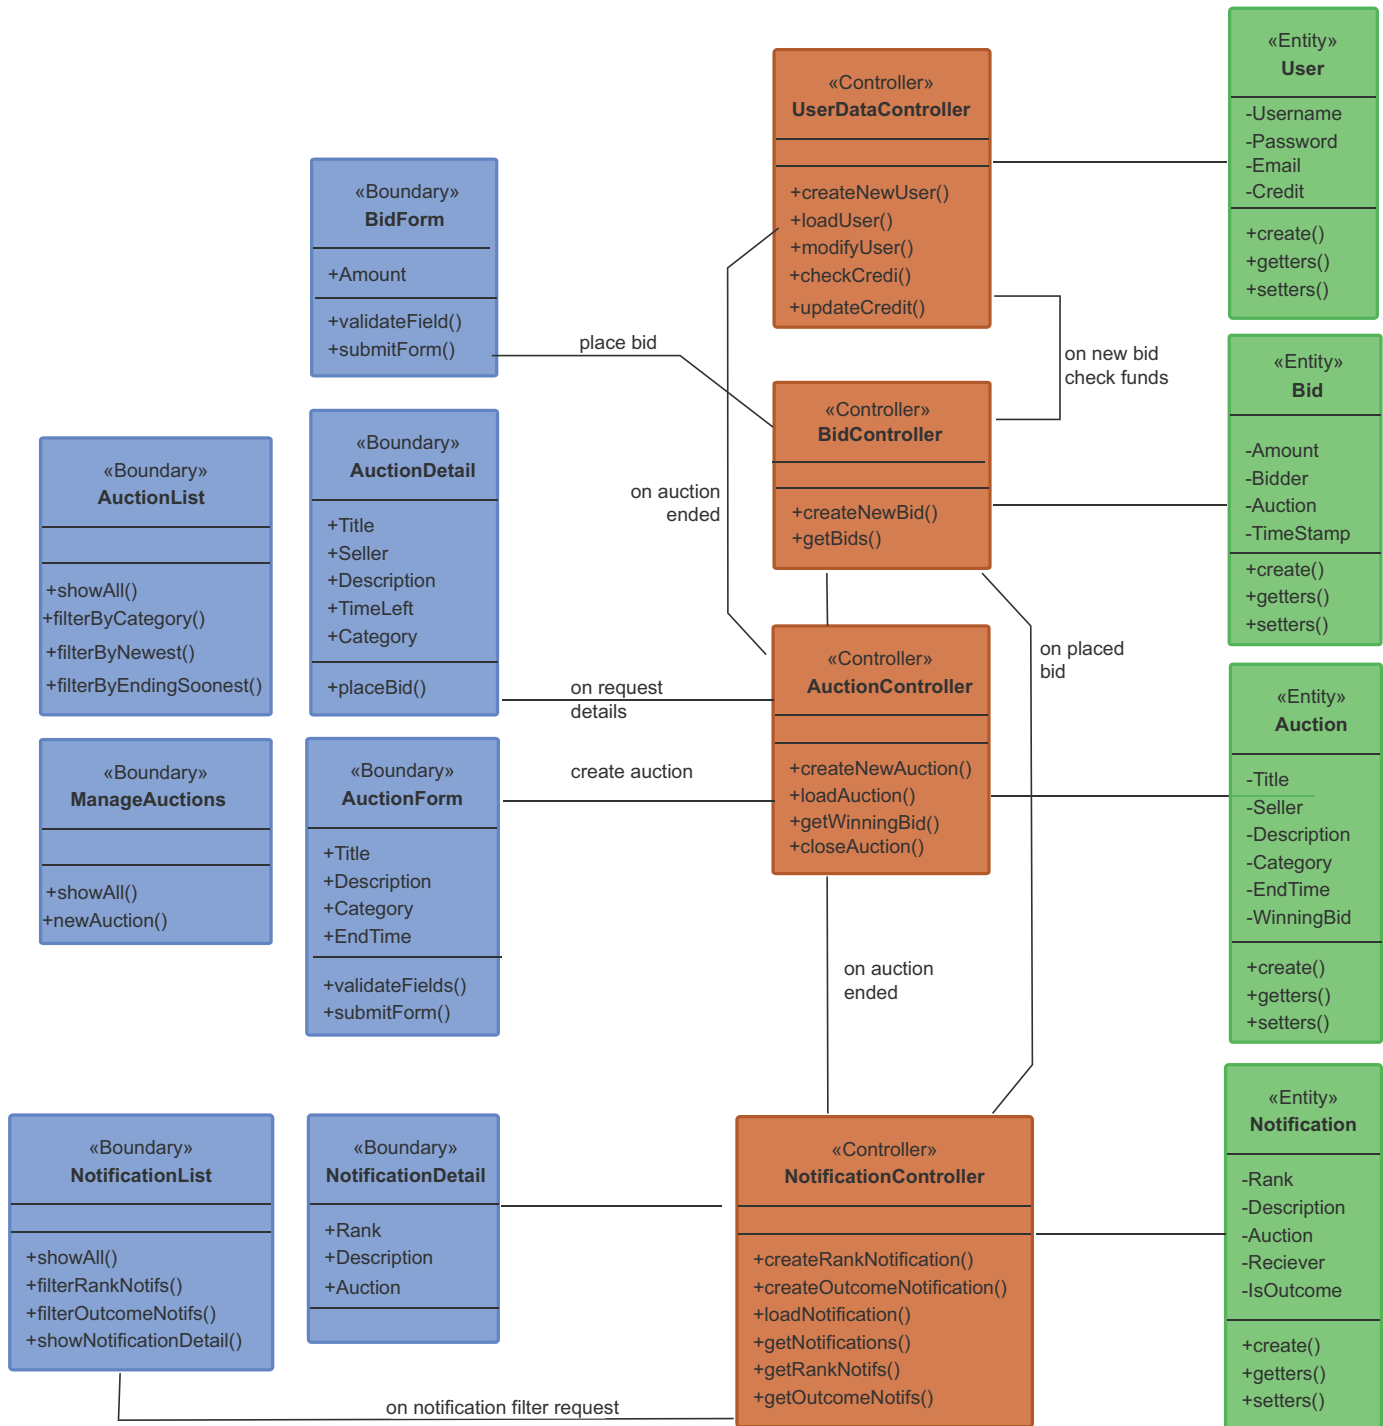 «Controller»
UserDataController
+createNewUser()
+loadUser()
+modifyUser()
+checkCredi()
+updateCredit()
«Entity»
User
-Username
-Password
-Email
-Credit
+create()
+getters()
+setters()
«Boundary»
BidForm
+Amount
+validateField()
+submitForm()
place bid
on new bid
check funds
«Controller»
BidController
+createNewBid()
+getBids()
«Entity»
Bid
-Amount
-Bidder
-Auction
-TimeStamp
+create()
+getters()
+setters()
«Boundary»
AuctionList
+showAll()
+filterByCategory()
+filterByNewest()
+filterByEndingSoonest()
«Boundary»
AuctionDetail
+Title
+Seller
+Description
+TimeLeft
+Category
+placeBid()
on auction
ended
on request
details
on placed
bid
«Controller»
AuctionController
+createNewAuction()
+loadAuction()
+getWinningBid()
+closeAuction()
«Entity»
Auction
-Title
-Seller
-Description
-Category
-EndTime
-WinningBid
+create()
+getters()
+setters()
«Boundary»
ManageAuctions
+showAll()
+newAuction()
«Boundary»
AuctionForm
+Title
+Description
+Category
+EndTime
+validateFields()
+submitForm()
create auction
on auction
ended
«Boundary»
NotificationList
+showAll()
+filterRankNotifs()
+filterOutcomeNotifs()
+showNotificationDetail()
«Boundary»
NotificationDetail
+Rank
+Description
+Auction
«Controller»
NotificationController
+createRankNotification()
+createOutcomeNotification()
+loadNotification()
+getNotifications()
+getRankNotifs()
+getOutcomeNotifs()
«Entity»
Notification
-Rank
-Description
-Auction
-Reciever
-IsOutcome
+create()
+getters()
+setters()
on notification filter request